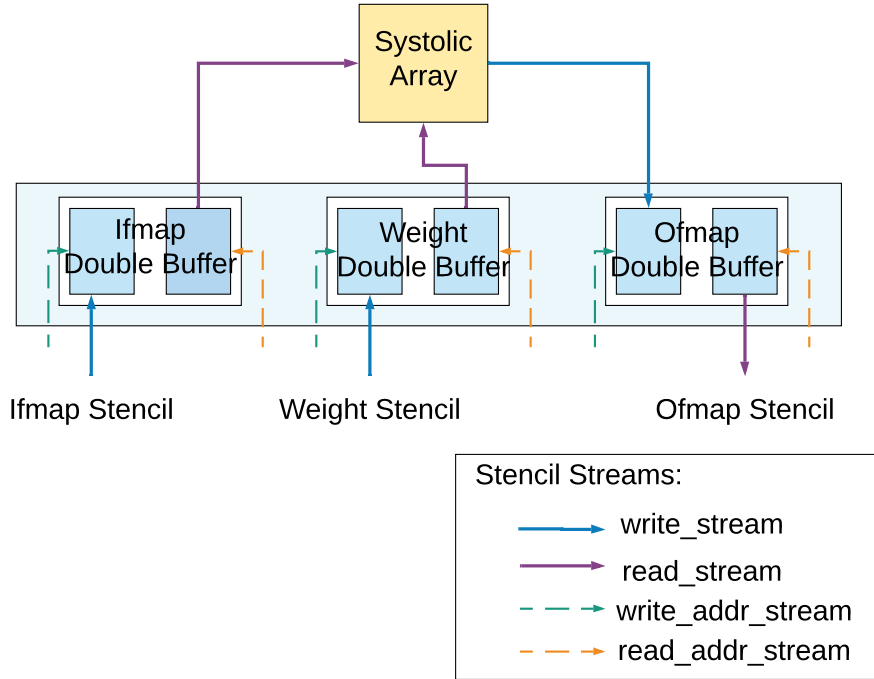 Systolic
Array
Ifmap
Double Buffer
Weight
Double Buffer
Ofmap
Double Buffer
Ifmap Stencil
Weight Stencil
Ofmap Stencil
Stencil Streams:
write_stream
read_stream
write_addr_stream
read_addr_stream